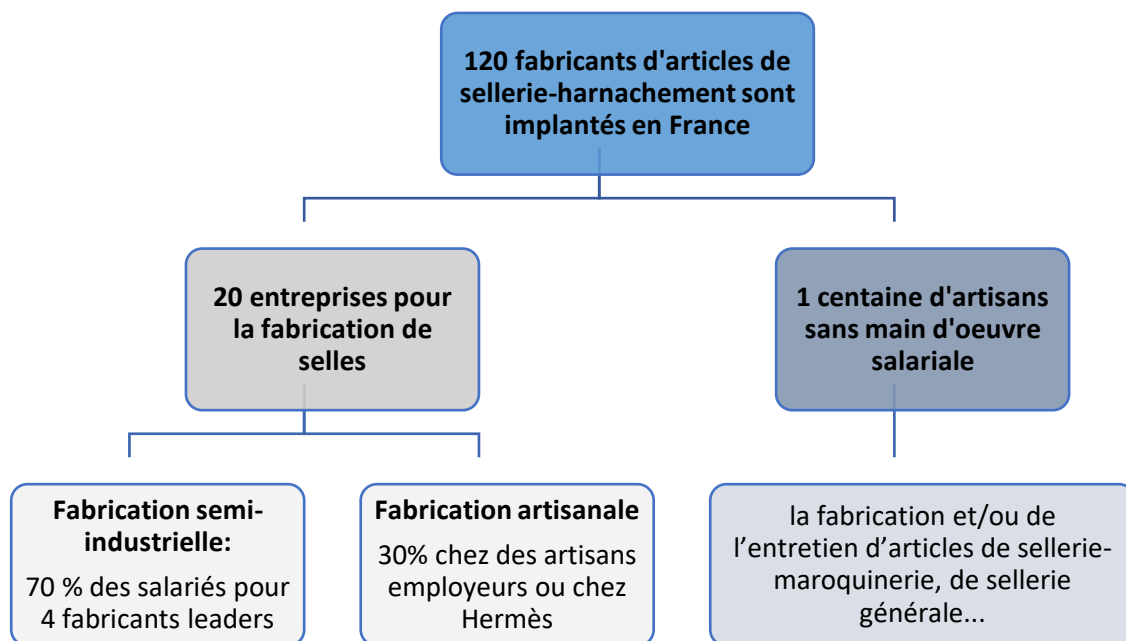 120 fabricants d'articles de
sellerie-harnachement sont
implantés en France
20 entreprises pour
la fabrication de
selles
1 centaine d'artisans
sans main d'oeuvre
salariale
Fabrication semi-
industrielle:
70 % des salariés pour
4 fabricants leaders
Fabrication artisanale
30% chez des artisans
employeurs ou chez
Hermès
la fabrication et/ou de
l’entretien d’articles de sellerie-
maroquinerie, de sellerie
générale...